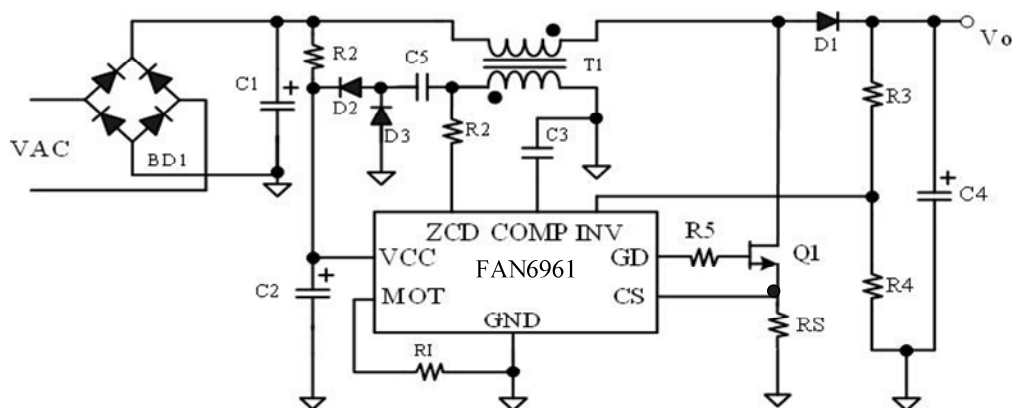 R2
C5
T1
D1
Vo
C1
+
D2
D3
R2
C3
R3
VAC
BD1
C4
+
ZCD COMP INV
R5
VCC
FAN6961
GD
Q1
C2
+
MOT
CS
R4
GND
RS
RI